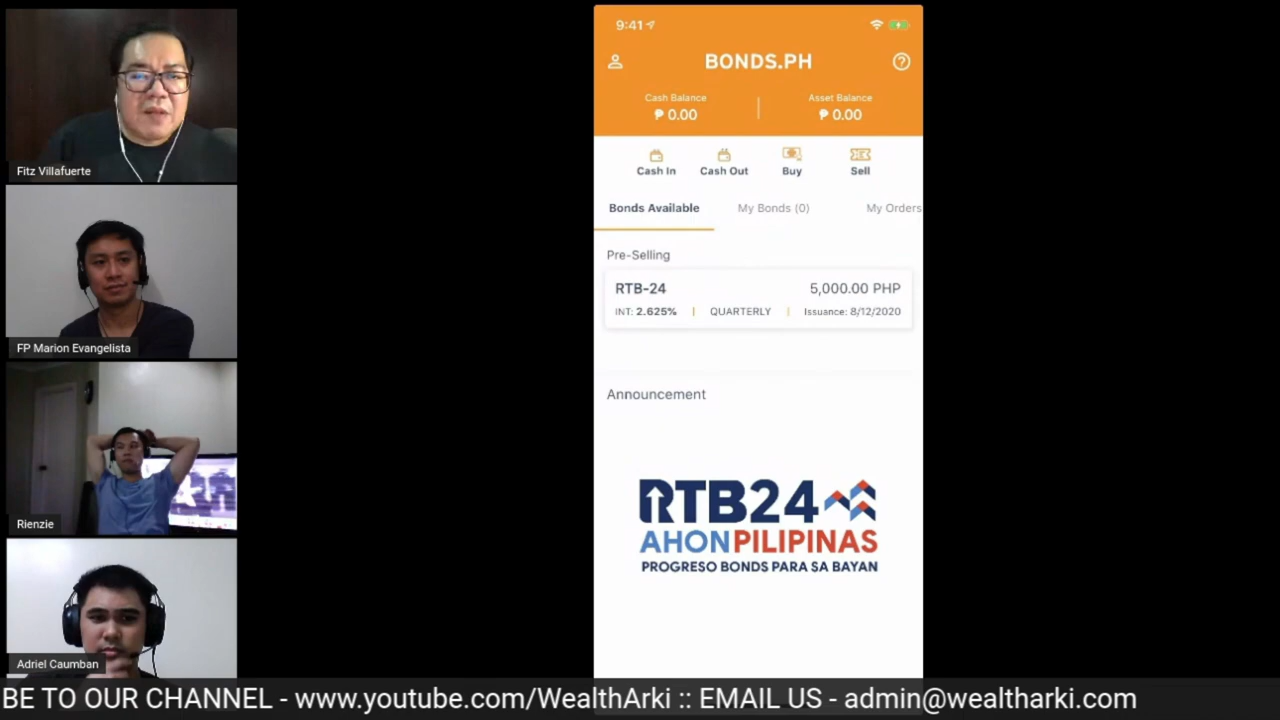 Fitz Villafuerte
FP Marion Evangelista
Rienzie
Adriel Caumban
9:41
BONDS.PH
Cash Balance
₱ 0.00
Asset Balance
₱ 0.00
Cash In
Cash Out
Buy
Sell
Bonds Available
My Bonds (0)
My Orders
Pre-Selling
RTB-24
5,000.00 PHP
INT: 2.625% | QUARTERLY | Issuance: 8/12/2020
Announcement
RTB24
AHON PILIPINAS
PROGRESO BONDS PARA SA BAYAN
BE TO OUR CHANNEL - www.youtube.com/WealthArki :: EMAIL US - admin@wealtharki.com